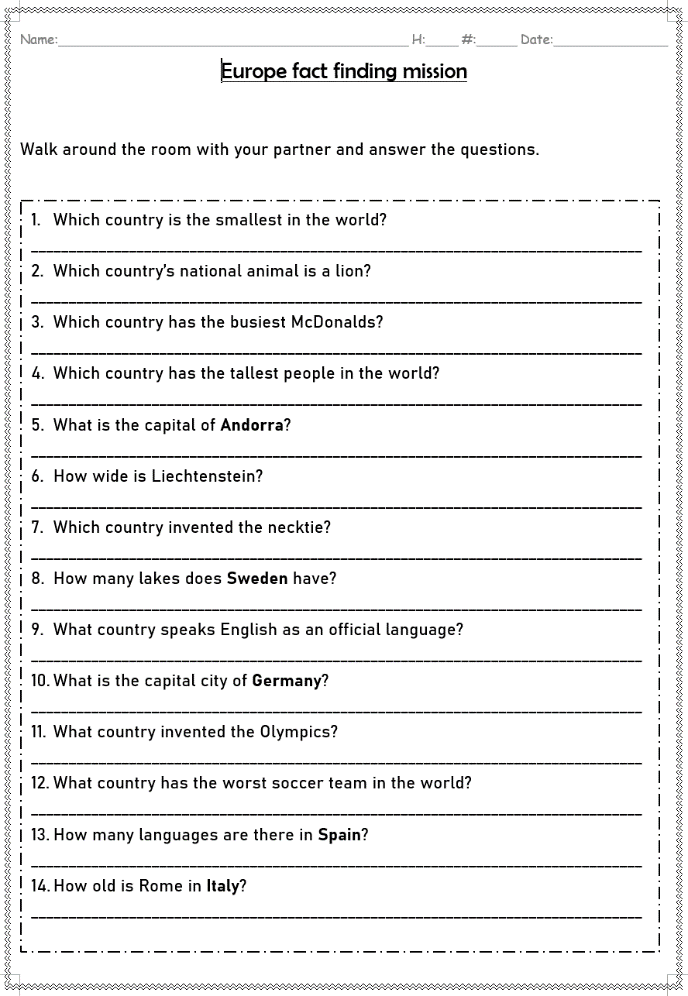 Name:________ H:____ #:_____ Date:________
Europe fact finding mission
Walk around the room with your partner and answer the questions.
1. Which country is the smallest in the world?
2. Which country's national animal is a lion?
3. Which country has the busiest McDonalds?
4. Which country has the tallest people in the world?
5. What is the capital of Andorra?
6. How wide is Liechtenstein?
7. Which country invented the necktie?
8. How many lakes does Sweden have?
9. What country speaks English as an official language?
10. What is the capital city of Germany?
11. What country invented the Olympics?
12. What country has the worst soccer team in the world?
13. How many languages are there in Spain?
14. How old is Rome in Italy?